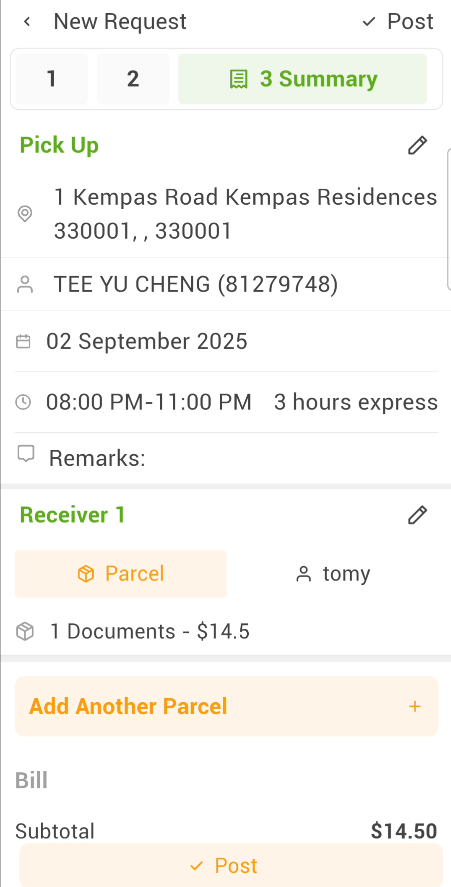 New Request
Post
1
2
3 Summary
Pick Up
1 Kempas Road Kempas Residences
330001, , 330001
TEE YU CHENG (81279748)
02 September 2025
08:00 PM-11:00 PM 3 hours express
Remarks:
Receiver 1
Parcel
tomy
1 Documents - $14.5
Add Another Parcel +
Bill
Subtotal $14.50
Post